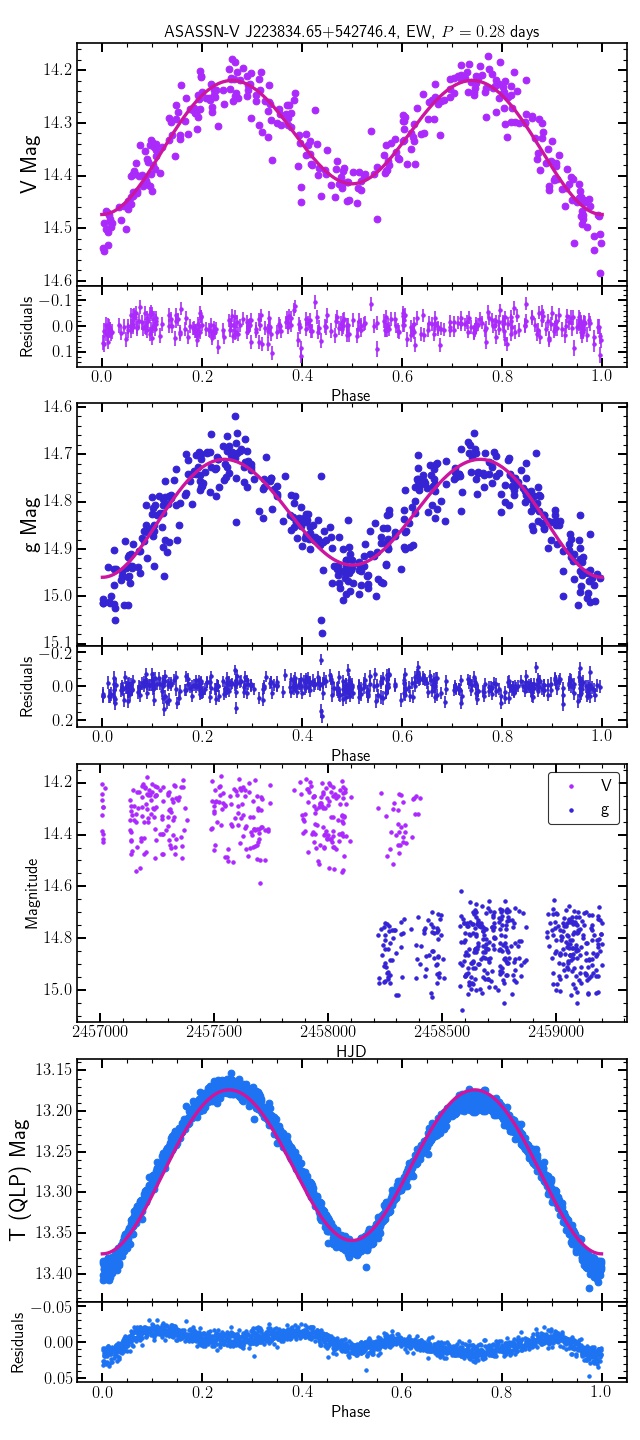 ASASSN-V J223834.65+542746.4, EW, P = 0.28 days
14.2
14.3
14.4
14.5
14.6
V Mag
−0.1
0.0
0.1
Residuals
0.0 0.2 0.4 0.6 0.8 1.0
Phase
14.6
14.7
14.8
14.9
15.0
15.1
g Mag
−0.2
0.0
0.2
Residuals
0.0 0.2 0.4 0.6 0.8 1.0
Phase
14.2
14.4
14.6
14.8
15.0
Magnitude
V
g
2457000 2457500 2458000 2458500 2459000
HJD
13.15
13.20
13.25
13.30
13.35
13.40
T (QLP) Mag
−0.05
0.00
0.05
Residuals
0.0 0.2 0.4 0.6 0.8 1.0
Phase